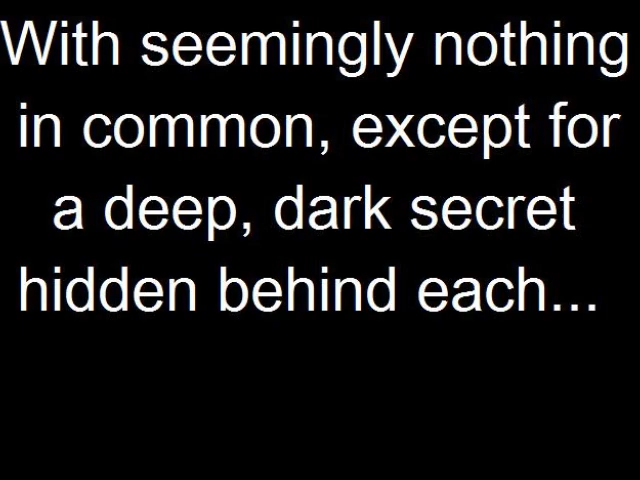 With seemingly nothing
in common, except for
a deep, dark secret
hidden behind each...